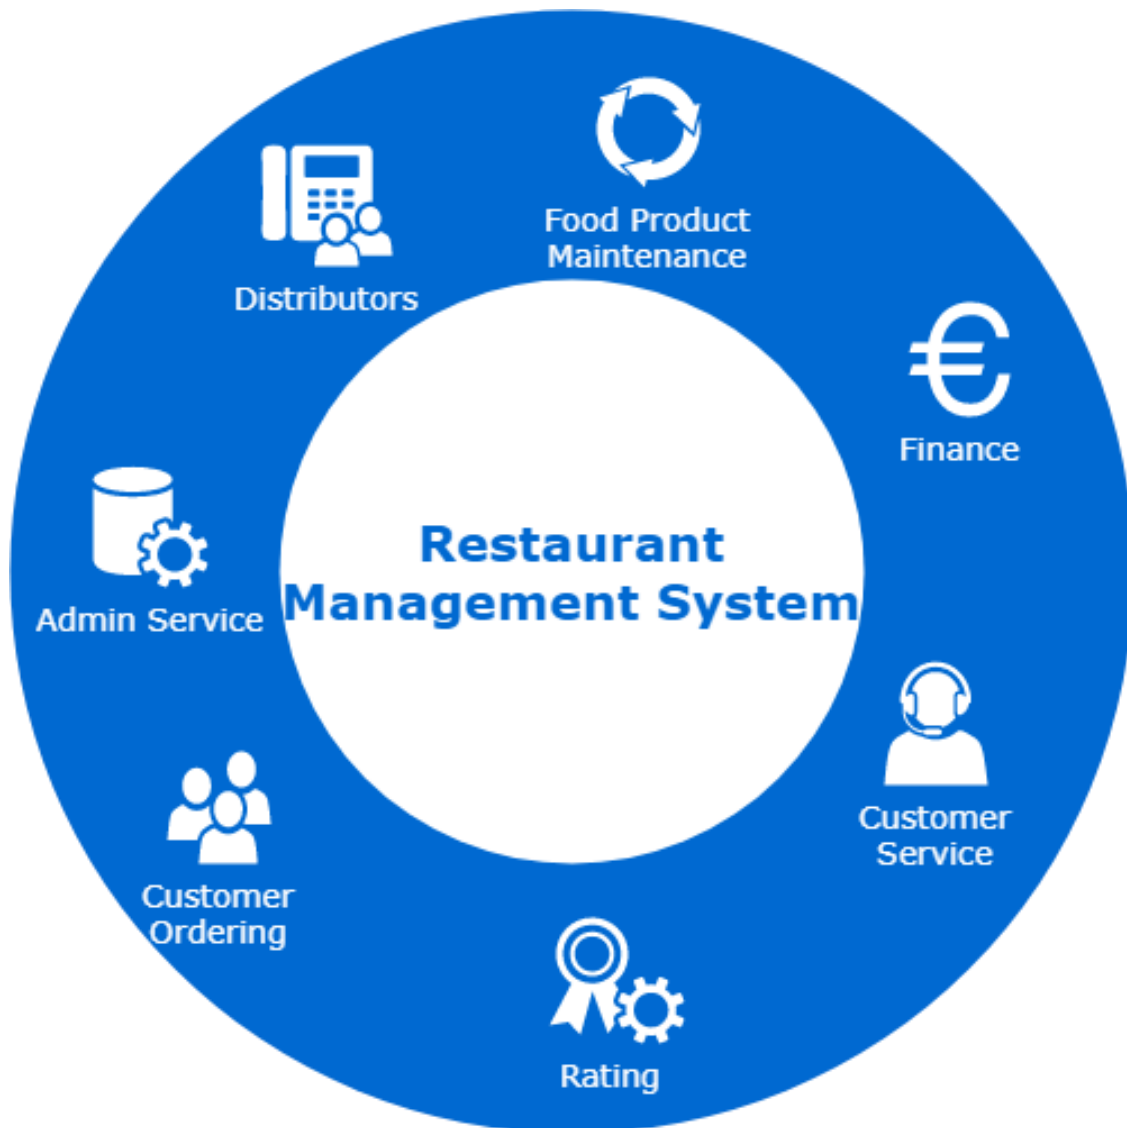 Food Product
Maintenance
Distributors
€
Finance
Restaurant
Management System
Admin Service
Customer
Service
Customer
Ordering
Rating